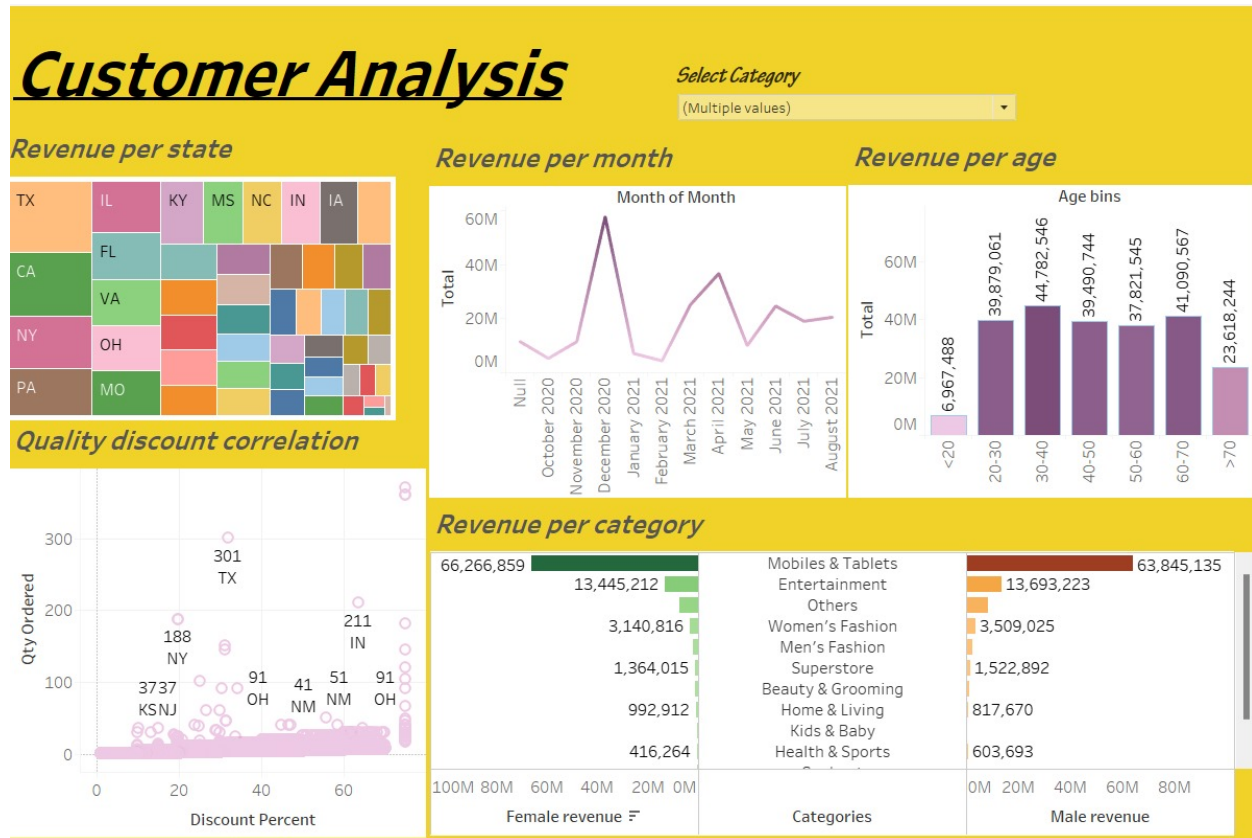 Customer Analysis
Select Category
(Multiple values)
Revenue per state
TX
CA
NY
PA
IL
FL
VA
OH
MO
KY
MS
NC
IN
IA
Revenue per month
Month of Month
Total
60M
40M
20M
0M
Null
October 2020
November 2020
December 2020
January 2021
February 2021
March 2021
April 2021
May 2021
June 2021
July 2021
August 2021
Revenue per age
Age bins
Total
60M
40M
20M
0M
6,967,488
39,879,061
44,782,546
39,490,744
37,821,545
41,090,567
23,618,244
<20
20-30
30-40
40-50
50-60
60-70
>70
Quality discount correlation
Qty Ordered
300
200
100
0
301
TX
188
NY
211
IN
3737
KSNJ
91
OH
41
NM
51
NM
91
OH
0 20 40 60
Discount Percent
Revenue per category
66,266,859 Mobiles & Tablets 63,845,135
13,445,212 Entertainment 13,693,223
Others
3,140,816 Women's Fashion 3,509,025
Men's Fashion
1,364,015 Superstore 1,522,892
Beauty & Grooming
992,912 Home & Living 817,670
Kids & Baby
416,264 Health & Sports 603,693
100M 80M 60M 40M 20M 0M
0M 20M 40M 60M 80M
Female revenue
Categories
Male revenue